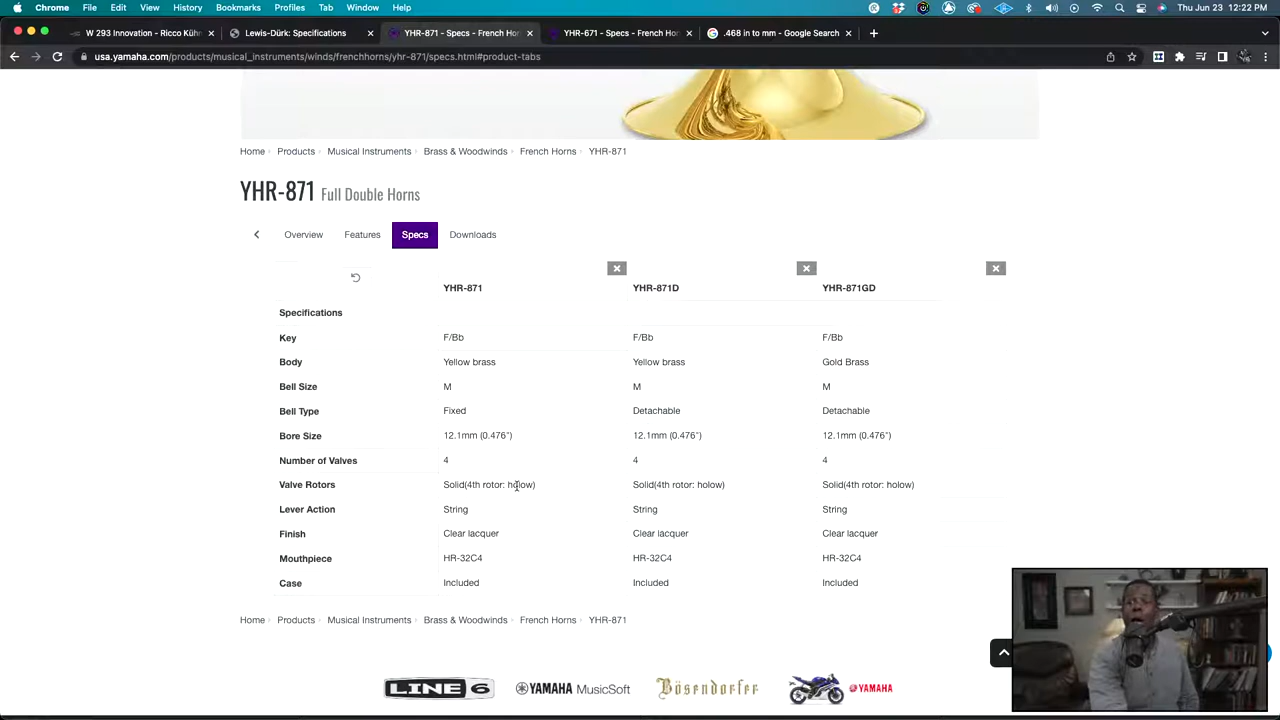 Chrome File Edit View History Bookmarks Profiles Tab Window Help Thu Jun 23 12:22 PM
W 293 Innovation - Ricco Kühn Lewis-Dürk: Specifications YHR-871 - Specs - French Hor YHR-671 - Specs - French Hor .468 in to mm - Google Search
usa.yamaha.com/products/musical_instruments/winds/frenchhorns/yhr-871/specs.html#product-tabs
Home Products Musical Instruments Brass & Woodwinds French Horns YHR-871
YHR-871 Full Double Horns
Overview Features Specs Downloads
YHR-871 YHR-871D YHR-871GD
Specifications
Key F/Bb F/Bb F/Bb
Body Yellow brass Yellow brass Gold Brass
Bell Size M M M
Bell Type Fixed Detachable Detachable
Bore Size 12.1mm (0.476") 12.1mm (0.476") 12.1mm (0.476")
Number of Valves 4 4 4
Valve Rotors Solid(4th rotor: holow) Solid(4th rotor: holow) Solid(4th rotor: holow)
Lever Action String String String
Finish Clear lacquer Clear lacquer Clear lacquer
Mouthpiece HR-32C4 HR-32C4 HR-32C4
Case Included Included Included
Home Products Musical Instruments Brass & Woodwinds French Horns YHR-871
LINE 6 YAMAHA MusicSoft Bösendorfer YAMAHA